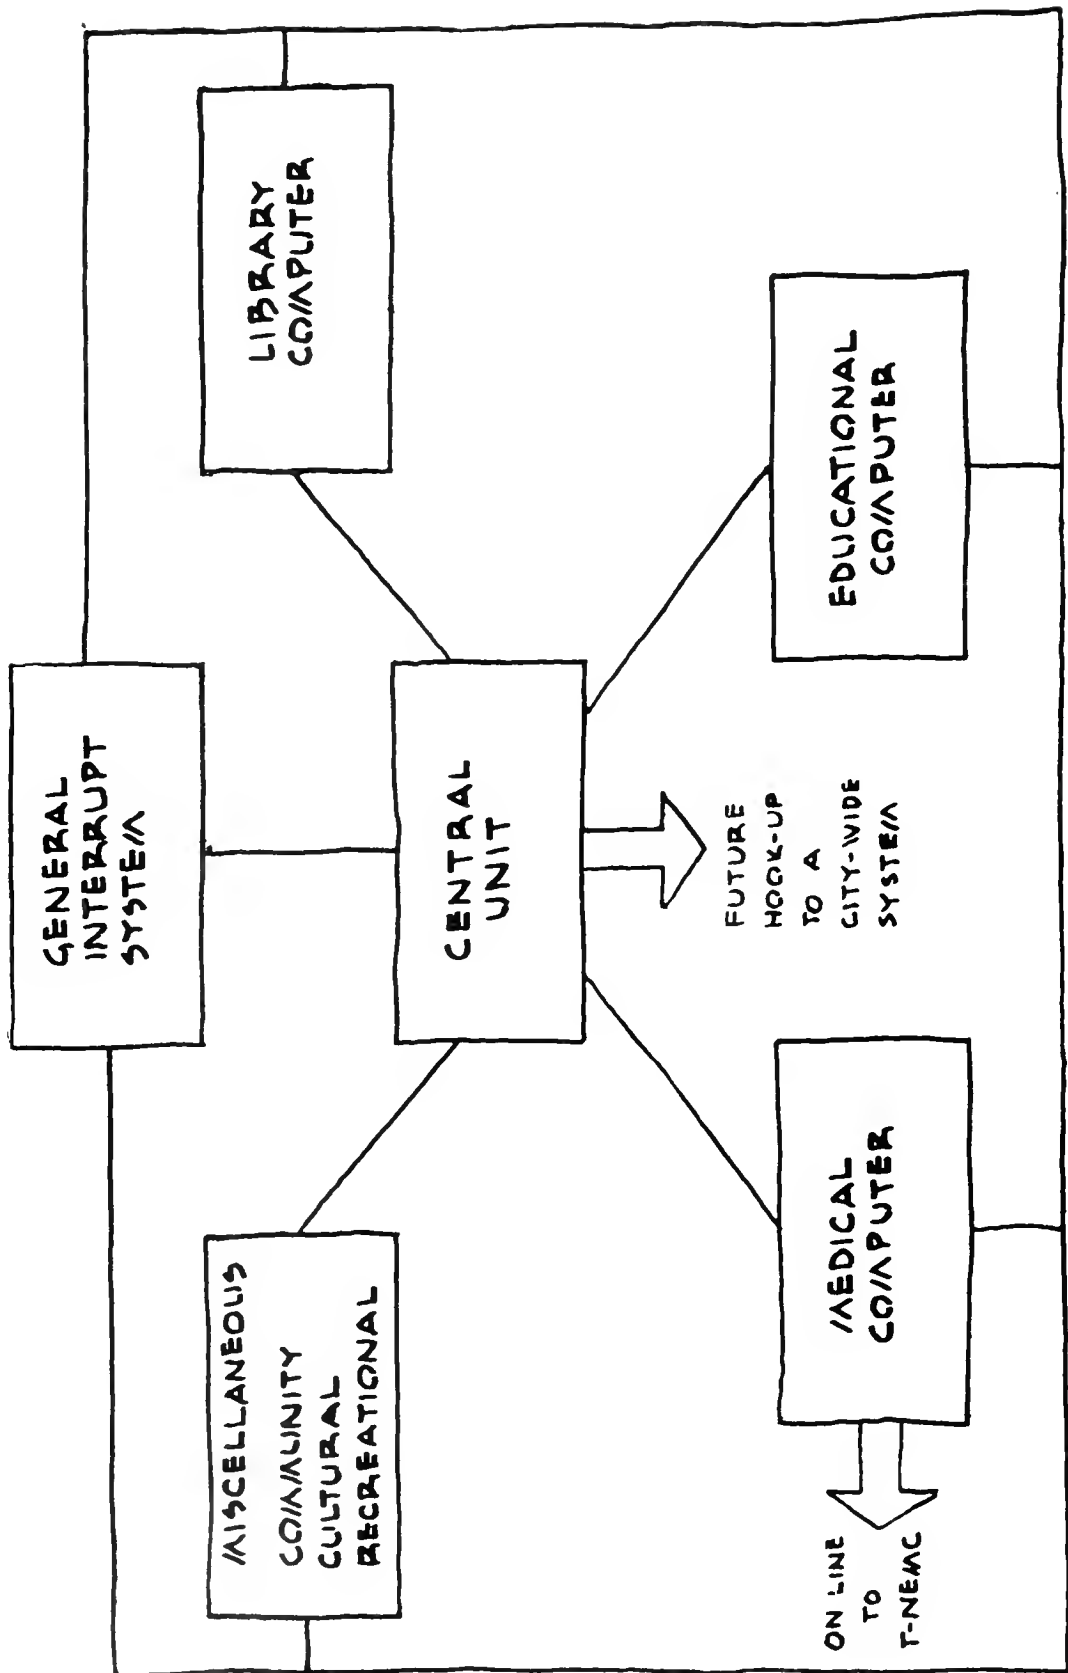 GENERAL
INTERRUPT
SYSTEM
MISCELLANEOUS
COMMUNITY
CULTURAL
RECREATIONAL
LIBRARY
COMPUTER
CENTRAL
UNIT
FUTURE
HOOK-UP
TO A
CITY-WIDE
SYSTEM
MEDICAL
COMPUTER
EDUCATIONAL
COMPUTER
ON LINE
TO
T-NEMC